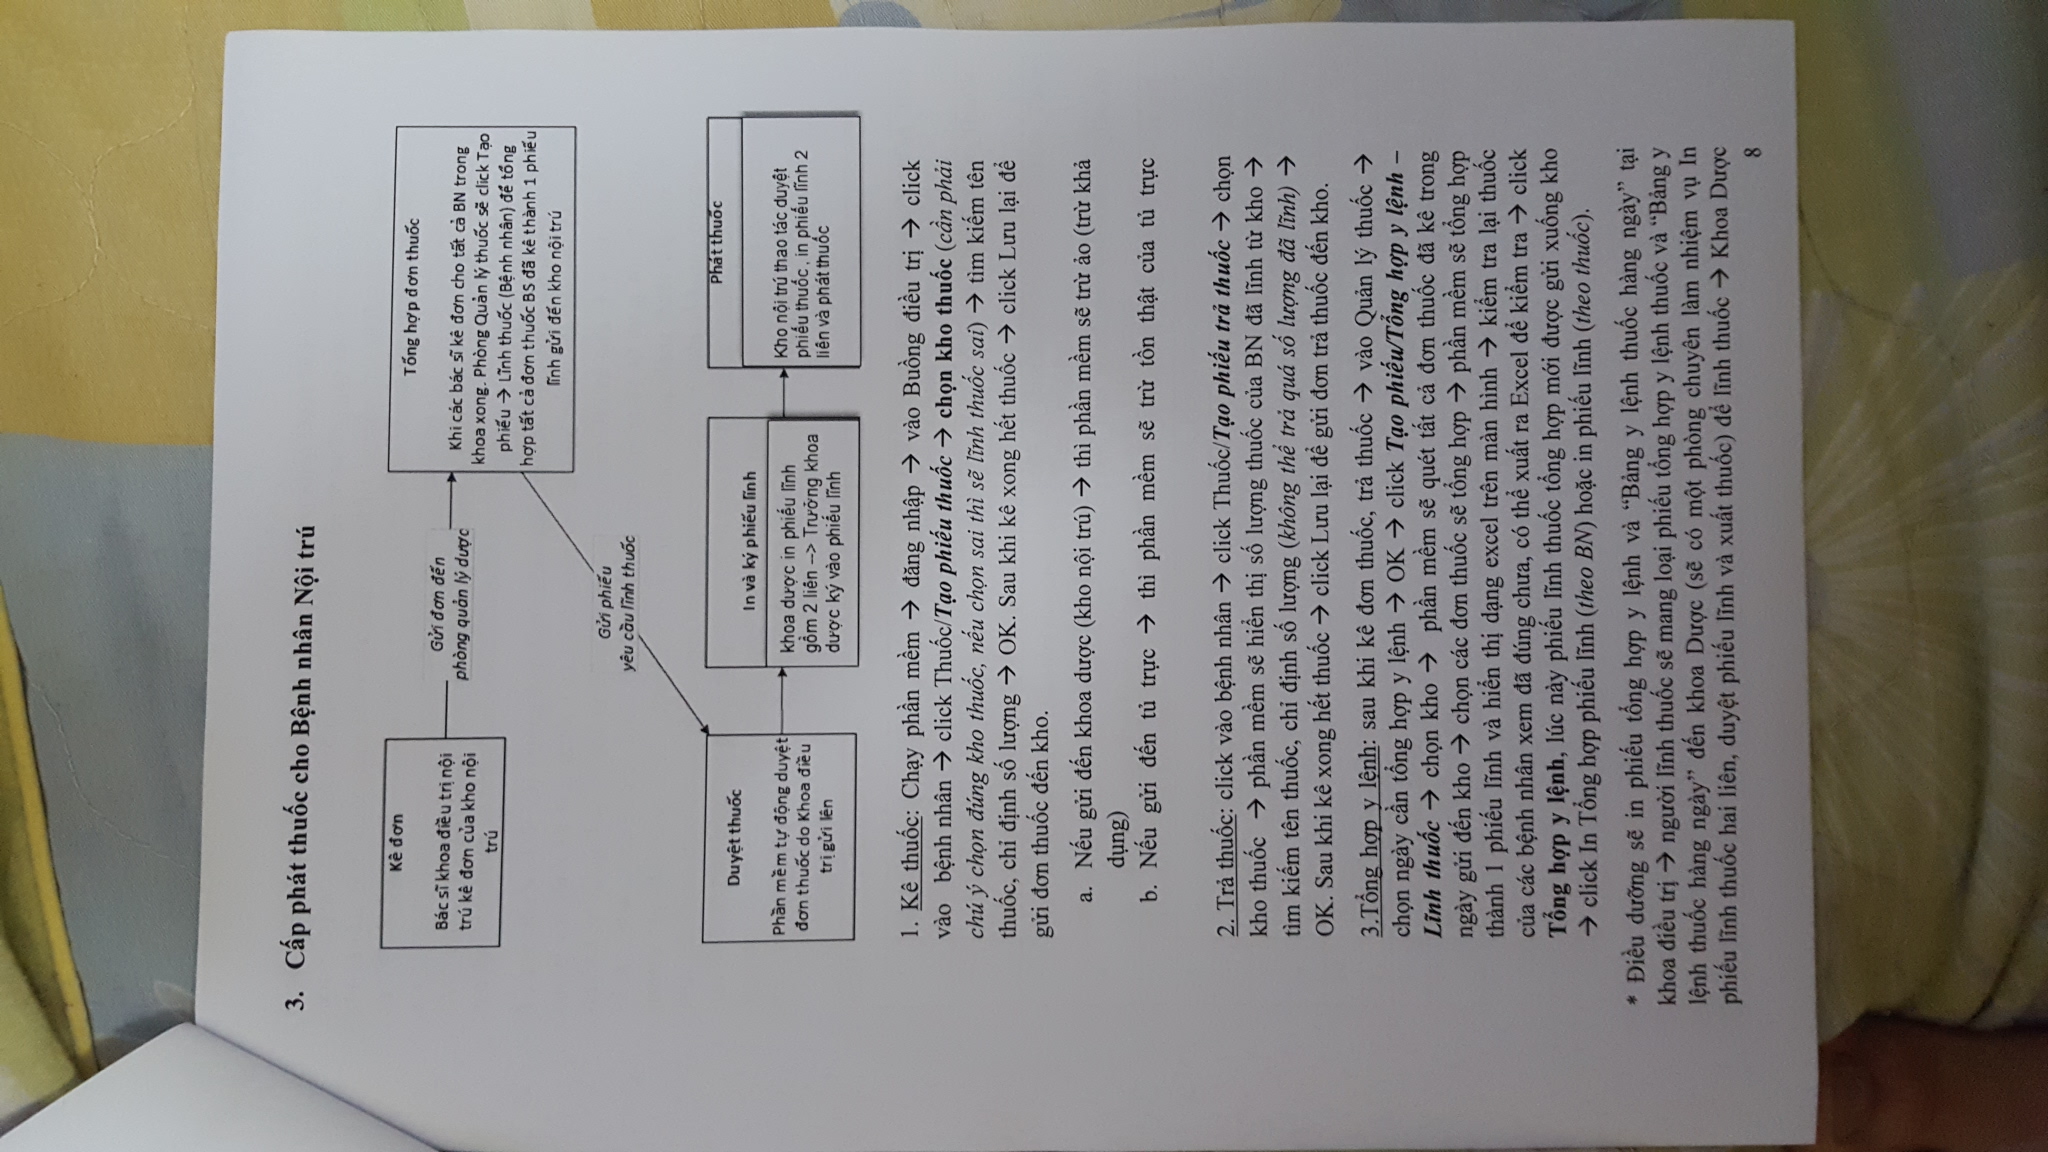 3. Cấp phát thuốc cho Bệnh nhân Nội trú
Kê đơn
Bác sĩ khoa điều trị nội
trú kê đơn của kho nội
trú
Gửi đơn đến
phòng quản lý dược
Tổng hợp đơn thuốc
Khi các bác sĩ kê đơn cho tất cả BN trong
khoa xong. Phòng Quản lý thuốc sẽ click Tạo
phiếu → Lĩnh thuốc (Bệnh nhân) để tổng
hợp tất cả đơn thuốc BS đã kê thành 1 phiếu
lĩnh gửi đến kho nội trú
Gửi phiếu
yêu cầu lĩnh thuốc
Duyệt thuốc
Phần mềm tự động duyệt
đơn thuốc do Khoa điều
trị gửi lên
In và ký phiếu lĩnh
khoa dược in phiếu lĩnh
gồm 2 liên --> Trưởng khoa
dược ký vào phiếu lĩnh
Phát thuốc
Kho nội trú thao tác duyệt
phiếu thuốc , in phiếu lĩnh 2
liên và phát thuốc
1. Kê thuốc: Chạy phần mềm → đăng nhập → vào Buồng điều trị → click
vào bệnh nhân → click Thuốc/Tạo phiếu thuốc → chọn kho thuốc (cần phải
chú ý chọn đúng kho thuốc, nếu chọn sai thì sẽ lĩnh thuốc sai) → tìm kiếm tên
thuốc, chỉ định số lượng → OK. Sau khi kê xong hết thuốc → click Lưu lại để
gửi đơn thuốc đến kho.
a. Nếu gửi đến khoa dược (kho nội trú) → thì phần mềm sẽ trừ ảo (trừ khả
dụng)
b. Nếu gửi đến tủ trực → thì phần mềm sẽ trừ tồn thật của tủ trực
2. Trả thuốc: click vào bệnh nhân → click Thuốc/Tạo phiếu trả thuốc → chọn
kho thuốc → phần mềm sẽ hiển thị số lượng thuốc của BN đã lĩnh từ kho →
tìm kiếm tên thuốc, chỉ định số lượng (không thể trả quá số lượng đã lĩnh) →
OK. Sau khi kê xong hết thuốc → click Lưu lại để gửi đơn trả thuốc đến kho.
3.Tổng hợp y lệnh: sau khi kê đơn thuốc, trả thuốc → vào Quản lý thuốc →
chọn ngày cần tổng hợp y lệnh → OK → click Tạo phiếu/Tổng hợp y lệnh –
Lĩnh thuốc → chọn kho → phần mềm sẽ quét tất cả đơn thuốc đã kê trong
ngày gửi đến kho → chọn các đơn thuốc sẽ tổng hợp → phần mềm sẽ tổng hợp
thành 1 phiếu lĩnh và hiển thị dạng excel trên màn hình → kiểm tra lại thuốc
của các bệnh nhân xem đã đúng chưa, có thể xuất ra Excel để kiểm tra → click
Tổng hợp y lệnh, lúc này phiếu lĩnh thuốc tổng hợp mới được gửi xuống kho
→ click In Tổng hợp phiếu lĩnh (theo BN) hoặc in phiếu lĩnh (theo thuốc).
* Điều dưỡng sẽ in phiếu tổng hợp y lệnh và “Bảng y lệnh thuốc hàng ngày” tại
khoa điều trị → người lĩnh thuốc sẽ mang loại phiếu tổng hợp y lệnh thuốc và “Bảng y
lệnh thuốc hàng ngày” đến khoa Dược (sẽ có một phòng chuyên làm nhiệm vụ In
phiếu lĩnh thuốc hai liên, duyệt phiếu lĩnh và xuất thuốc) để lĩnh thuốc → Khoa Dược
8